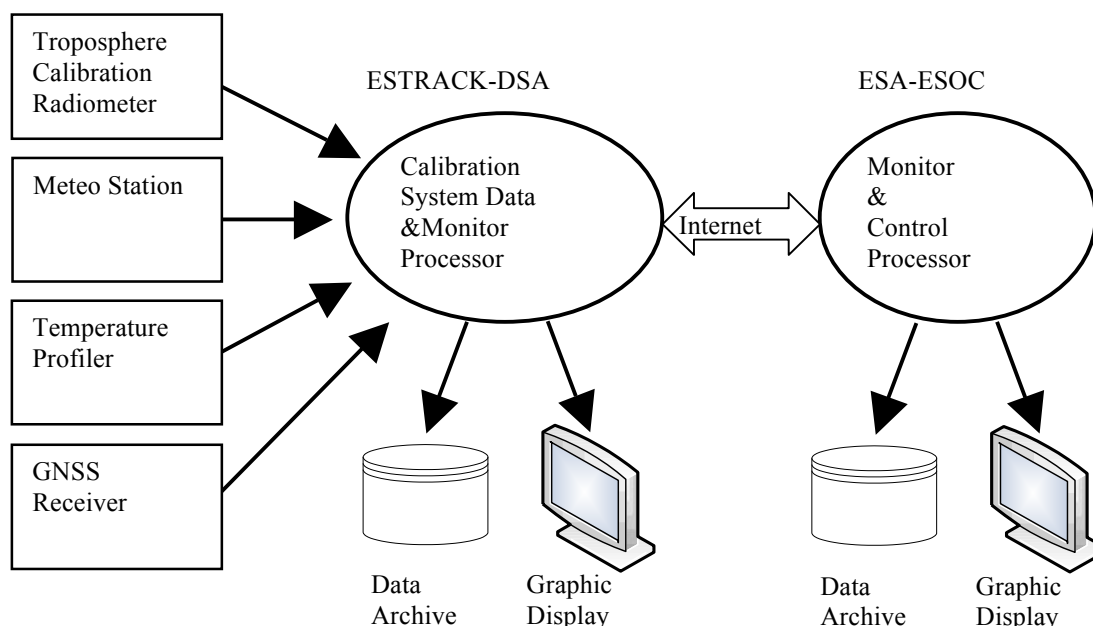 Troposphere
Calibration
Radiometer
Meteo Station
Temperature
Profiler
GNSS
Receiver
ESTRACK-DSA
Calibration
System Data
&Monitor
Processor
Internet
ESA-ESOC
Monitor
&
Control
Processor
Data
Archive
Graphic
Display
Data
Archive
Graphic
Display